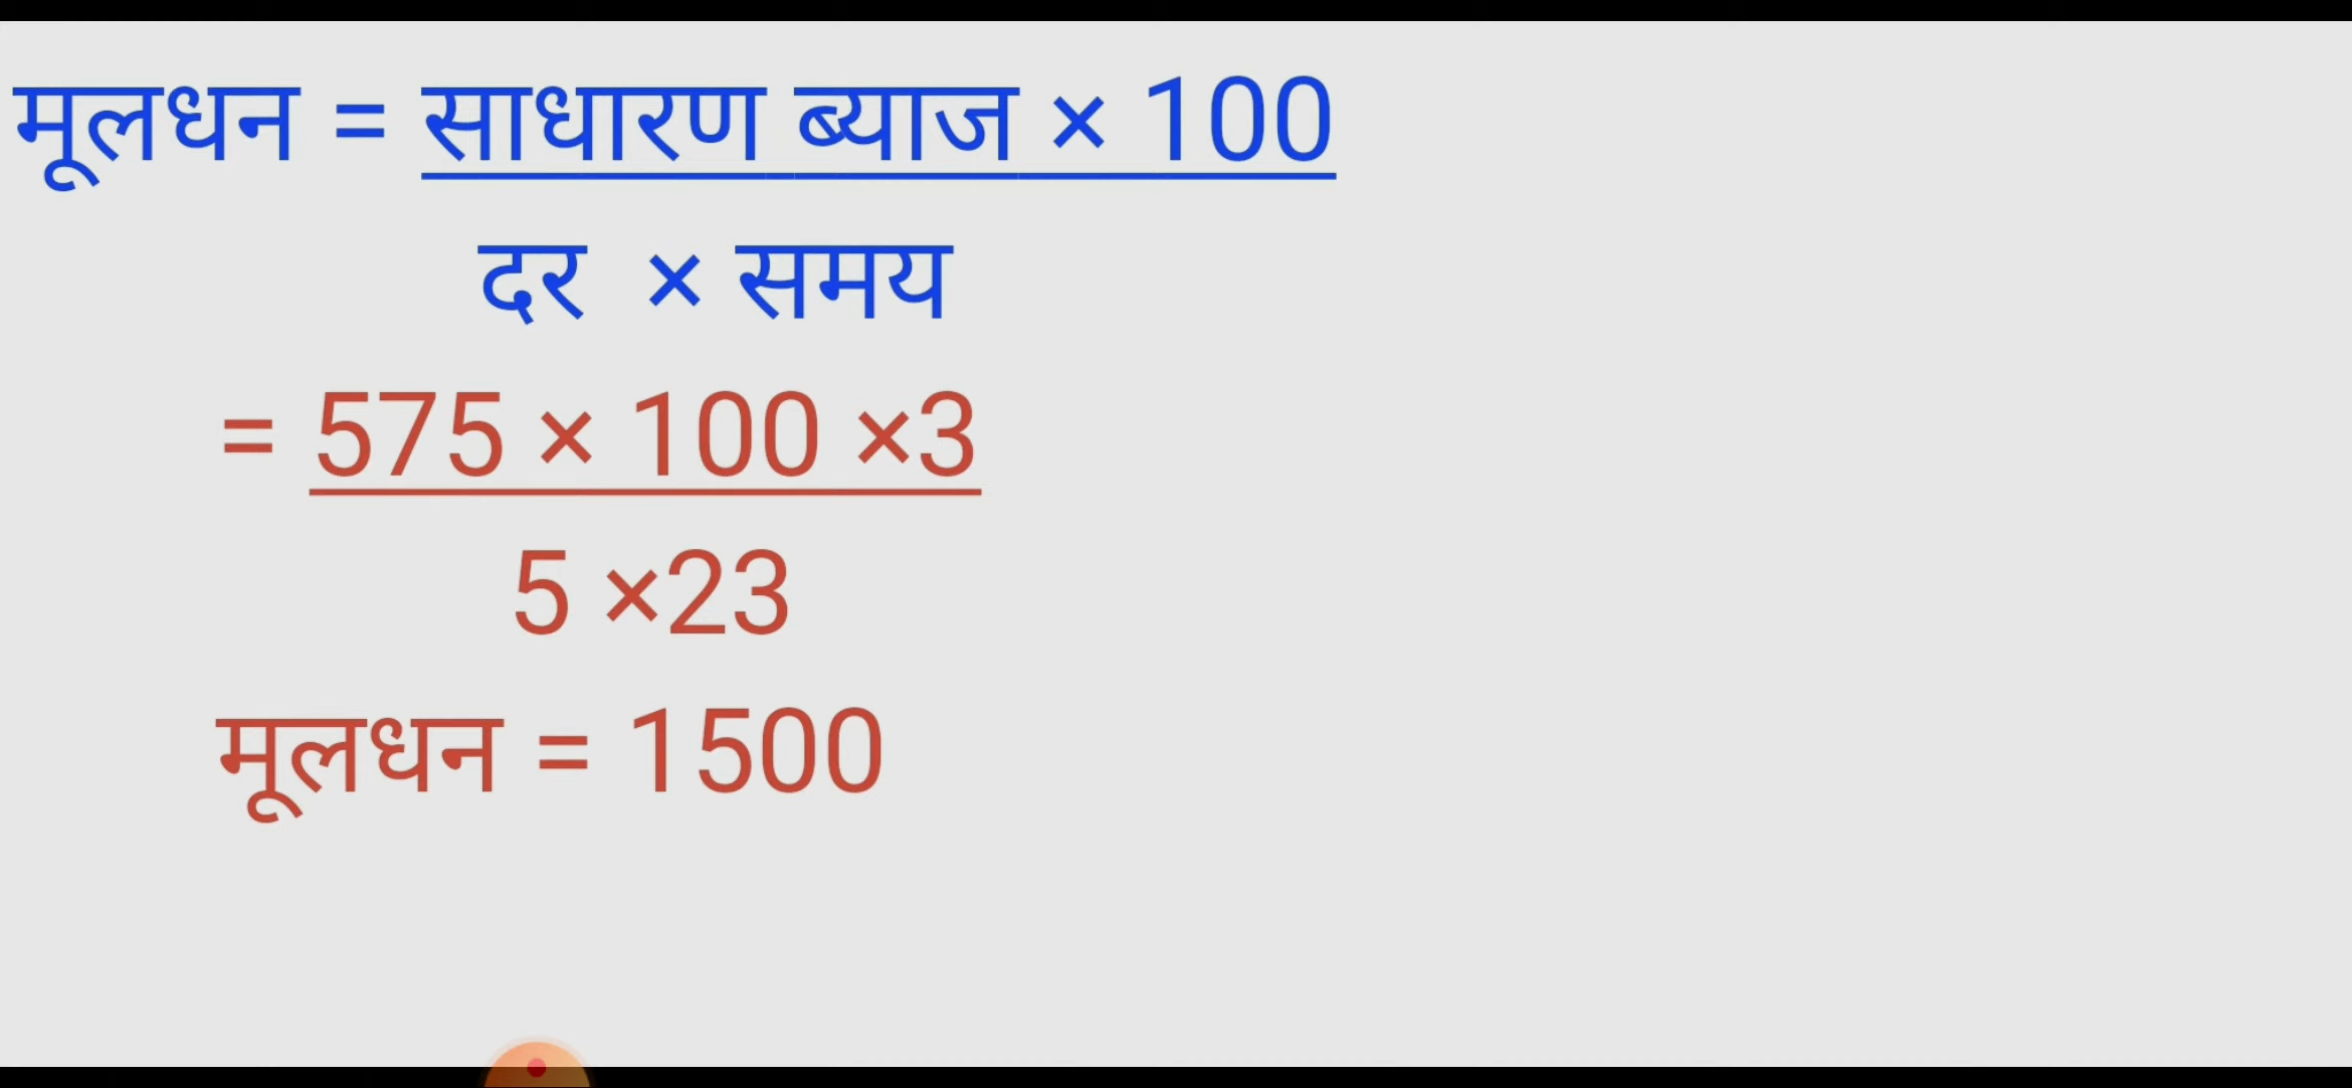 मूलधन = साधारण ब्याज × 100
दर × समय
= 575 × 100 ×3
5 ×23
मूलधन = 1500